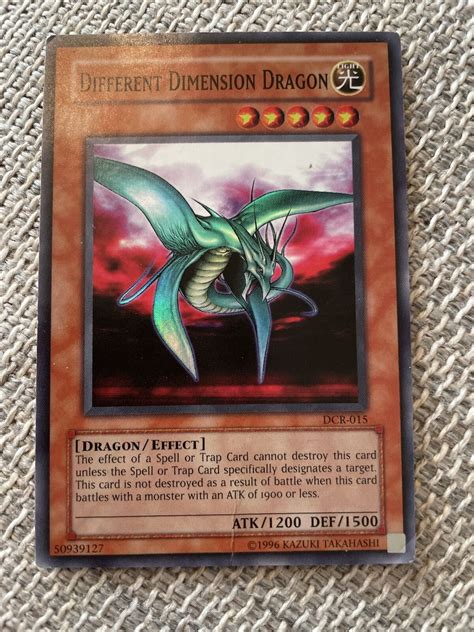 DIFFERENT DIMENSION DRAGON
LIGHT
光
DCR-015
[DRAGON/EFFECT]
The effect of a Spell or Trap Card cannot destroy this card
unless the Spell or Trap Card specifically designates a target.
This card is not destroyed as a result of battle when this card
battles with a monster with an ATK of 1900 or less.
ATK/1200 DEF/1500
50939127
©1996 KAZUKI TAKAHASHI